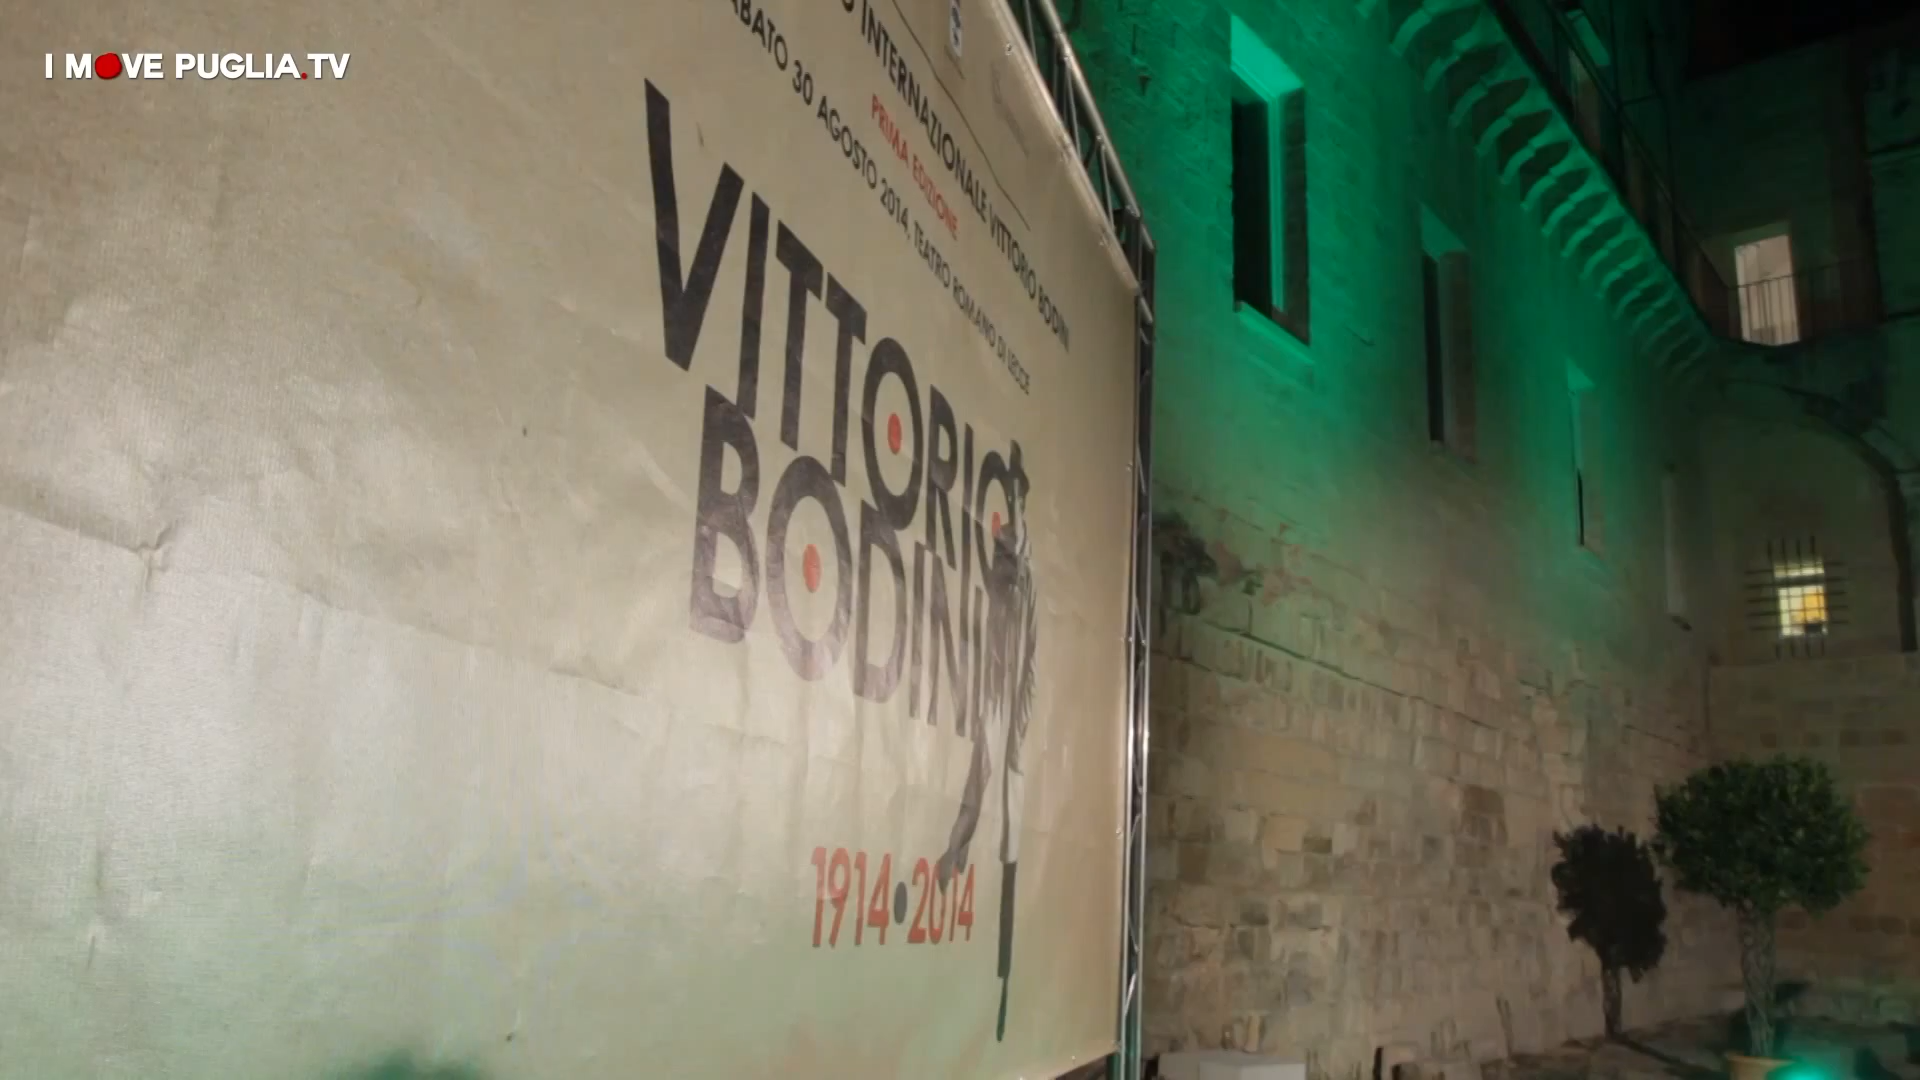 I MOVE PUGLIA.TV
INTERNAZIONALE VITTORIO BODINI
PRIMA EDIZIONE
30 AGOSTO 2014, TEATRO ROMANO DI LECCE
VITTORIO
BODINI
1914•2014